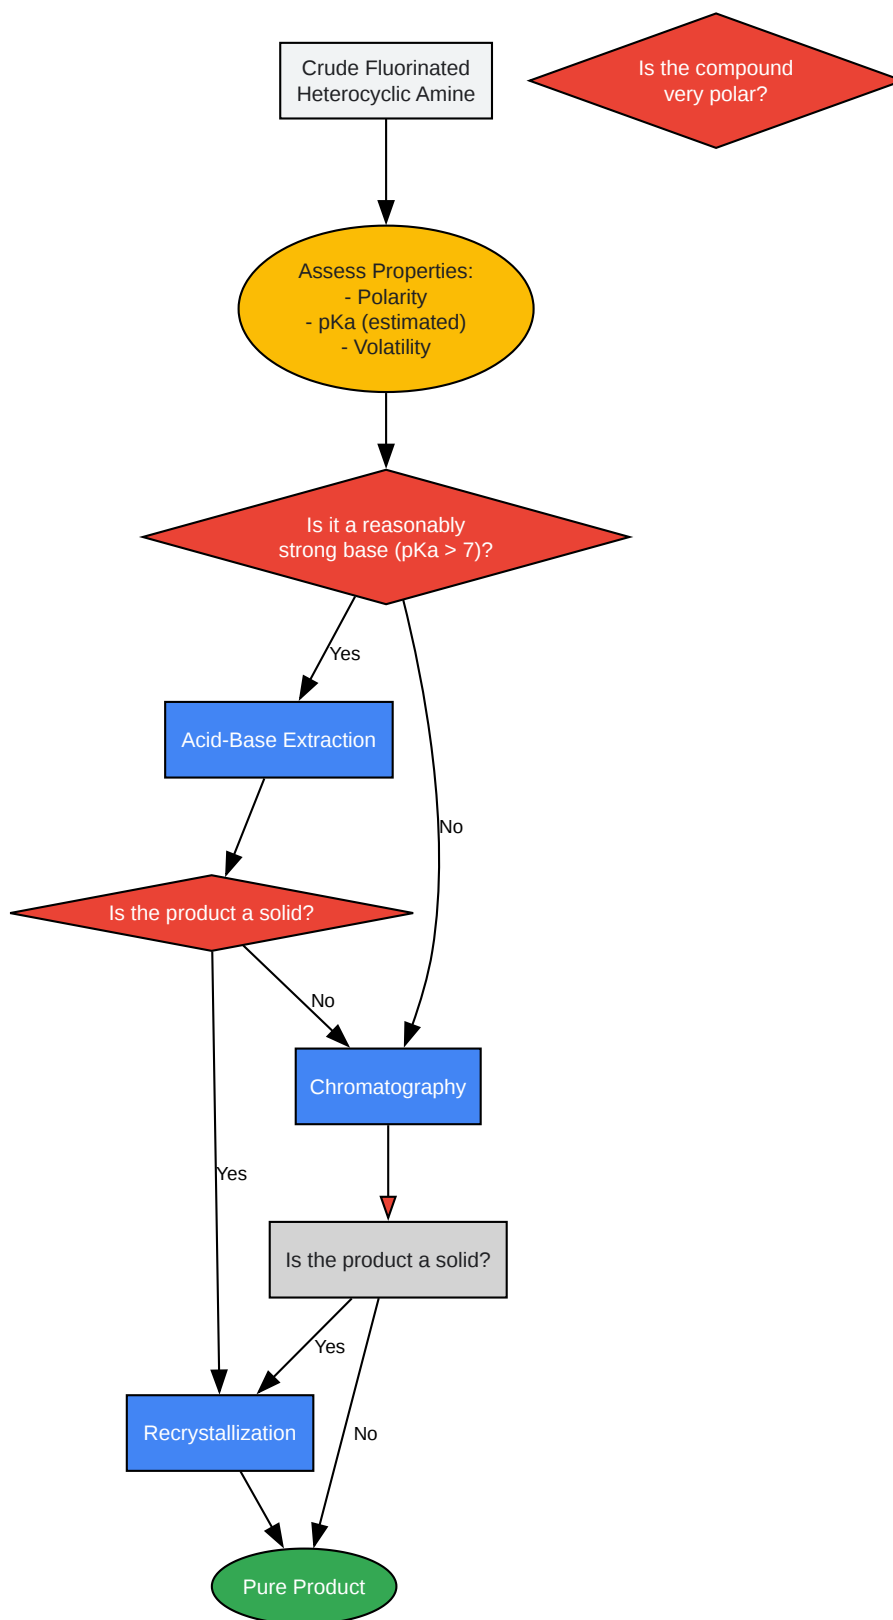 Crude Fluorinated
Heterocyclic Amine
Is the compound
very polar?
Assess Properties:
- Polarity
- pKa (estimated)
- Volatility
Is it a reasonably
strong base (pKa > 7)?
Yes
Acid-Base Extraction
No
Is the product a solid?
No
Chromatography
Yes
Is the product a solid?
Yes
Recrystallization
No
Pure Product